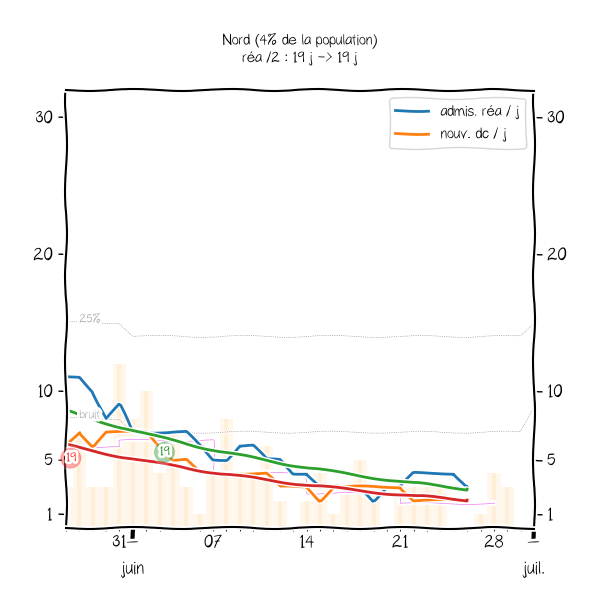 Nord (4% de la population)
réa /2 : 19 j -> 19 j
admis. réa / j
nouv. dc / j
30
30
20
20
25%
10
10
bruit
19
19
5
5
1
1
31
07
14
21
28
juin
juil.